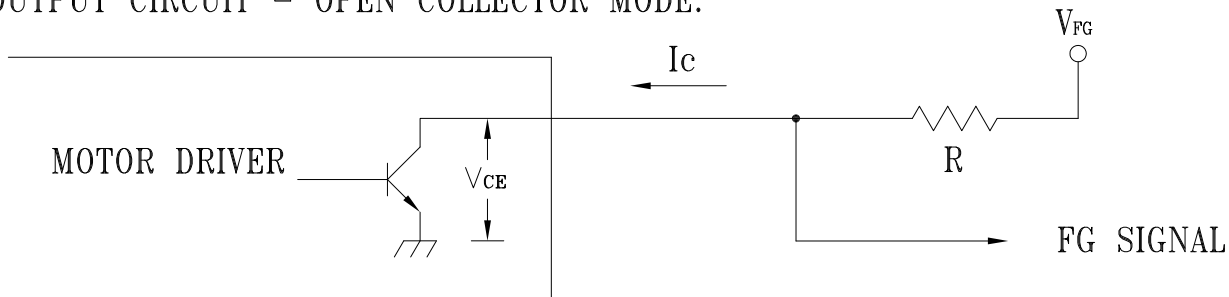 OUTPUT CIRCUIT - OPEN COLLECTOR MODE:
VFG
Ic
MOTOR DRIVER
VCE
R
FG SIGNAL